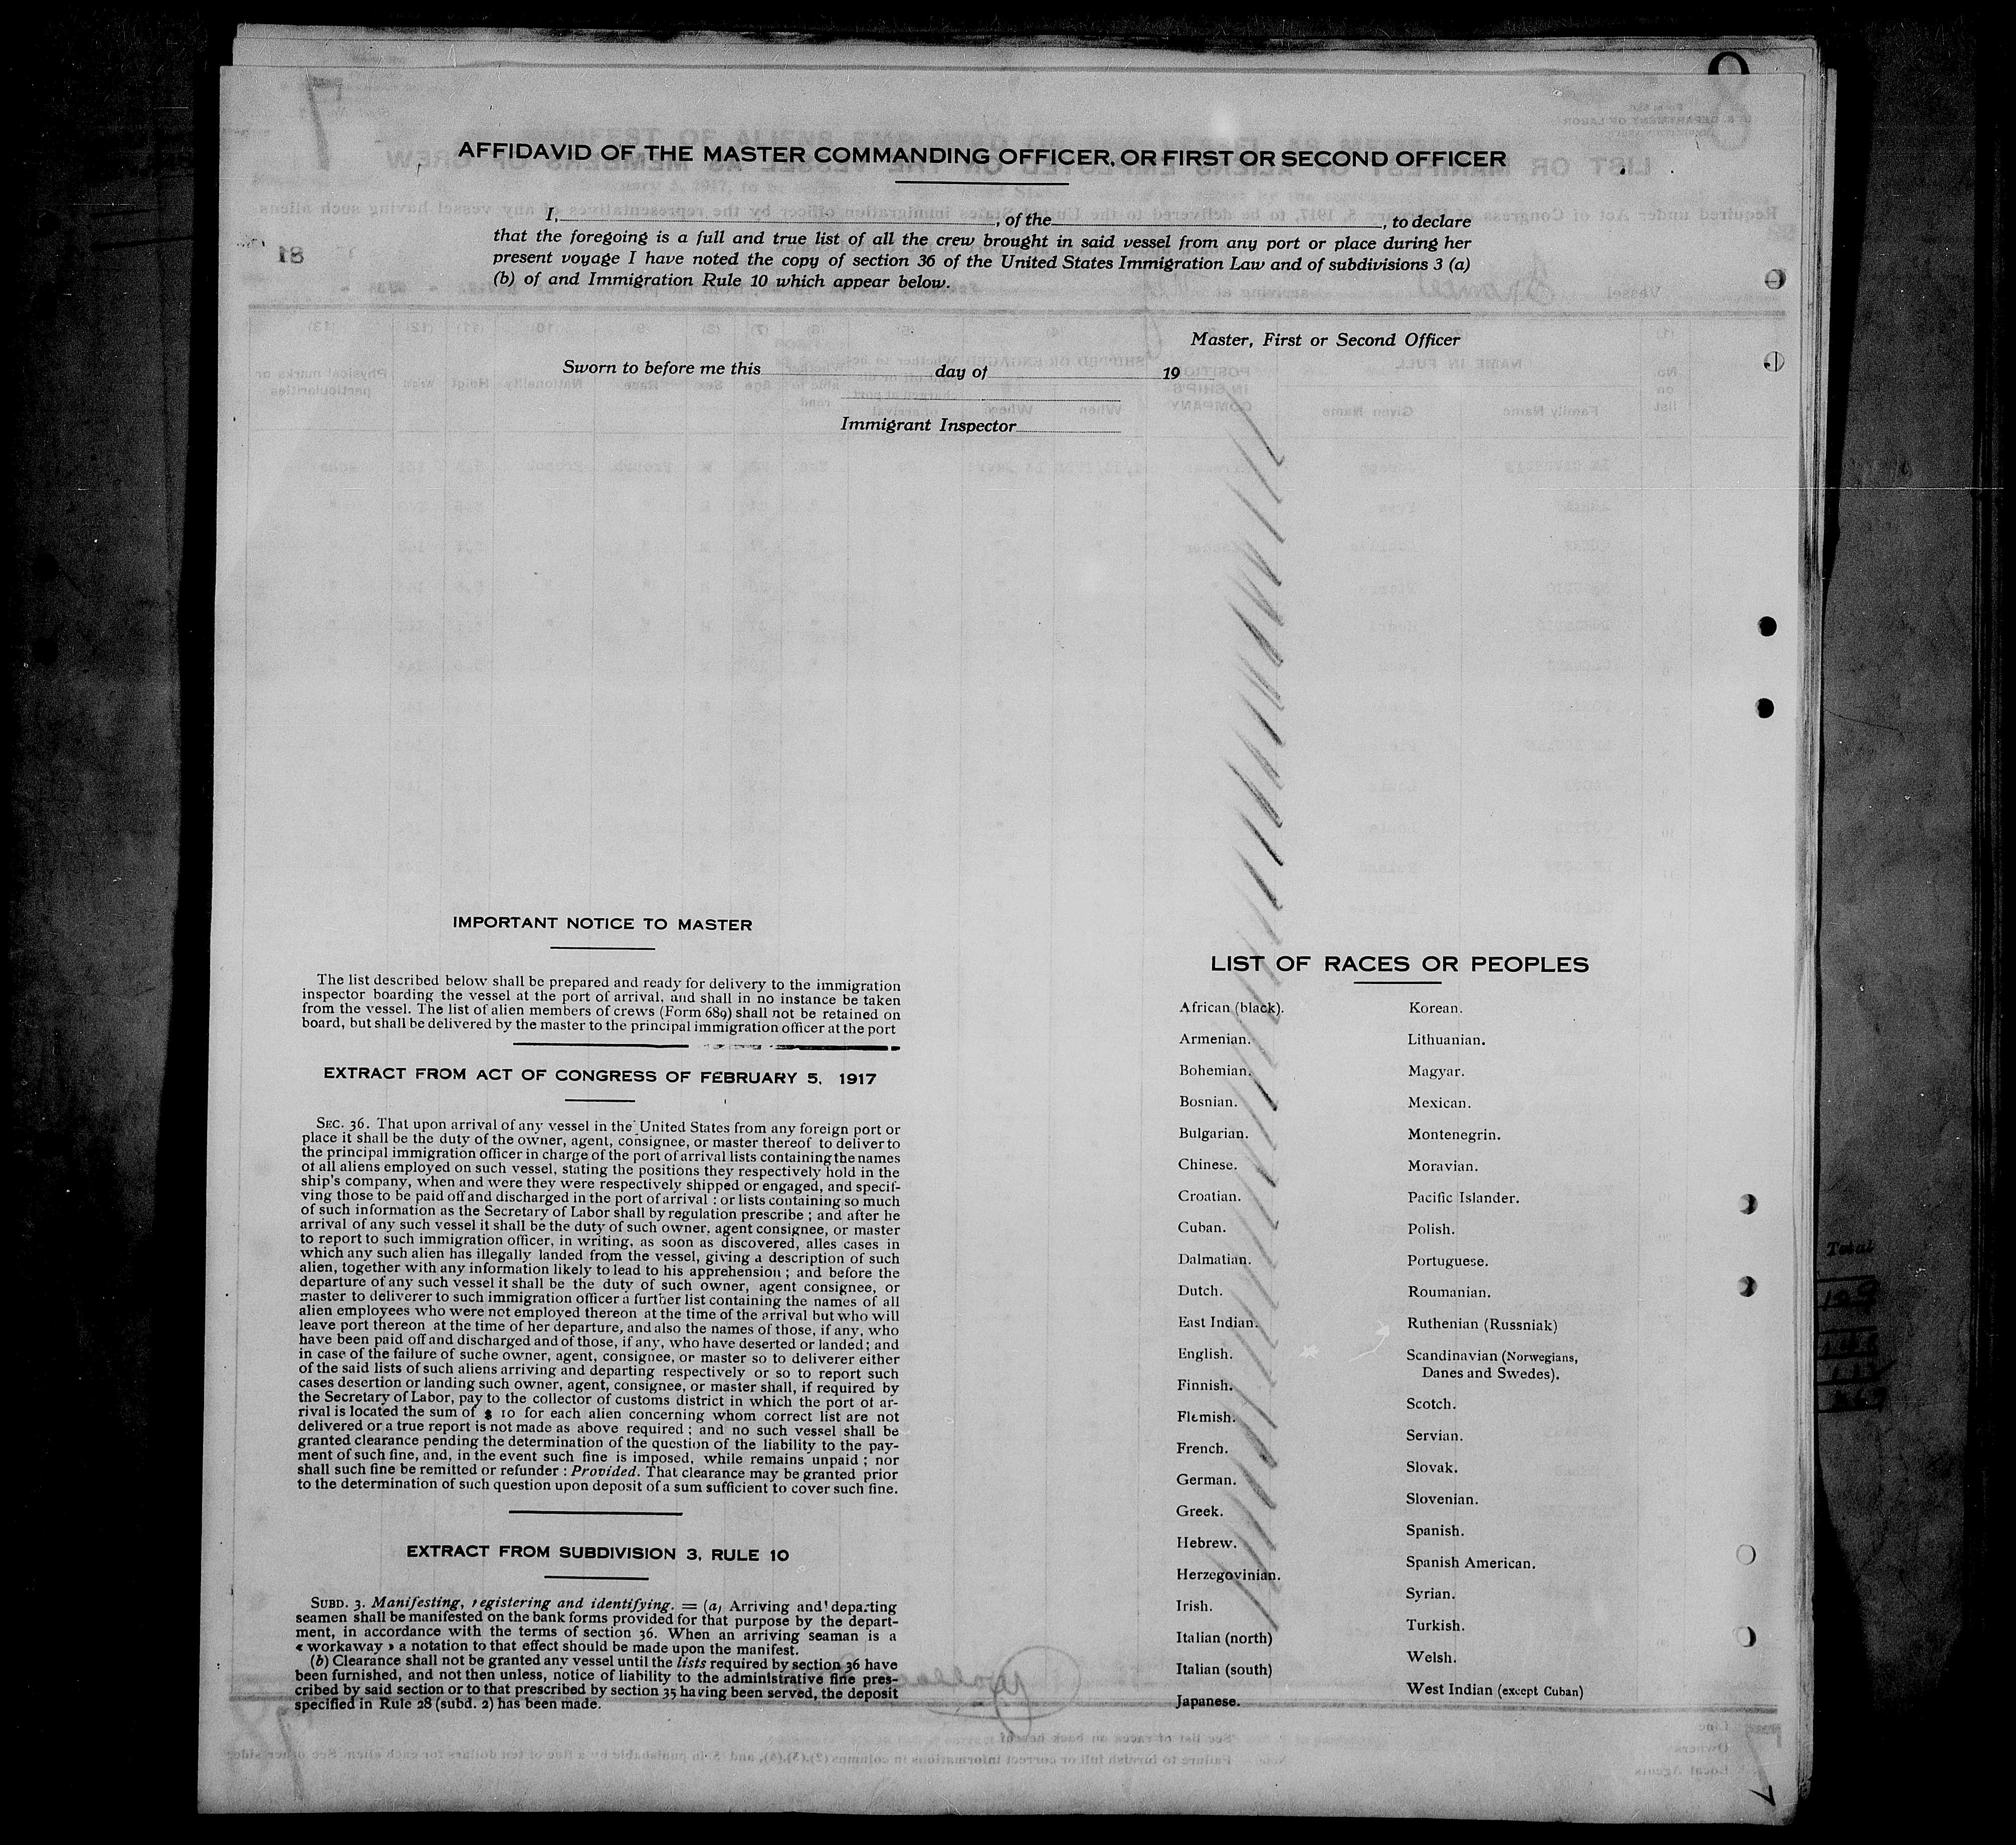 AFFIDAVID OF THE MASTER COMMANDING OFFICER, OR FIRST OR SECOND OFFICER
I, , of the , to declare
that the foregoing is a full and true list of all the crew brought in said vessel from any port or place during her
present voyage I have noted the copy of section 36 of the United States Immigration Law and of subdivisions 3 (a)
(b) of and Immigration Rule 10 which appear below.
Master, First or Second Officer
Sworn to before me this day of 19
Immigrant Inspector
IMPORTANT NOTICE TO MASTER
The list described below shall be prepared and ready for delivery to the immigration
inspector boarding the vessel at the port of arrival, and shall in no instance be taken
from the vessel. The list of alien members of crews (Form 689) shall not be retained on
board, but shall be delivered by the master to the principal immigration officer at the port
EXTRACT FROM ACT OF CONGRESS OF FEBRUARY 5, 1917
SEC. 36. That upon arrival of any vessel in the United States from any foreign port or
place it shall be the duty of the owner, agent, consignee, or master thereof to deliver to
the principal immigration officer in charge of the port of arrival lists containing the names
of all aliens employed on such vessel, stating the positions they respectively hold in the
ship's company, when and were they were respectively shipped or engaged, and specif-
ving those to be paid off and discharged in the port of arrival : or lists containing so much
of such information as the Secretary of Labor shall by regulation prescribe ; and after he
arrival of any such vessel it shall be the duty of such owner, agent consignee, or master
to report to such immigration officer, in writing, as soon as discovered, alles cases in
which any such alien has illegally landed from the vessel, giving a description of such
alien, together with any information likely to lead to his apprehension ; and before the
departure of any such vessel it shall be the duty of such owner, agent consignee, or
master to deliverer to such immigration officer a further list containing the names of all
alien employees who were not employed thereon at the time of the arrival but who will
leave port thereon at the time of her departure, and also the names of those, if any, who
have been paid off and discharged and of those, if any, who have deserted or landed ; and
in case of the failure of suche owner, agent, consignee, or master so to deliverer either
of the said lists of such aliens arriving and departing respectively or so to report such
cases desertion or landing such owner, agent, consignee, or master shall, if required by
the Secretary of Labor, pay to the collector of customs district in which the port of ar-
rival is located the sum of $ 10 for each alien concerning whom correct list are not
delivered or a true report is not made as above required ; and no such vessel shall be
granted clearance pending the determination of the question of the liability to the pay-
ment of such fine, and, in the event such fine is imposed, while remains unpaid ; nor
shall such fine be remitted or refunder : Provided. That clearance may be granted prior
to the determination of such question upon deposit of a sum sufficient to cover such fine.
EXTRACT FROM SUBDIVISION 3, RULE 10
SUBD. 3. Manifesting, registering and identifying. = (a) Arriving and departing
seamen shall be manifested on the bank forms provided for that purpose by the depart-
ment, in accordance with the terms of section 36. When an arriving seaman is a
« workaway » a notation to that effect should be made upon the manifest.
(b) Clearance shall not be granted any vessel until the lists required by section 36 have
been furnished, and not then unless, notice of liability to the administrative fine pres-
cribed by said section or to that prescribed by section 35 having been served, the deposit
specified in Rule 28 (subd. 2) has been made.
LIST OF RACES OR PEOPLES
African (black).
Armenian.
Bohemian.
Bosnian.
Bulgarian.
Chinese.
Croatian.
Cuban.
Dalmatian.
Dutch.
East Indian.
English.
Finnish.
Flemish.
French.
German.
Greek.
Hebrew.
Herzegovinian.
Irish.
Italian (north)
Italian (south)
Japanese.
Korean.
Lithuanian.
Magyar.
Mexican.
Montenegrin.
Moravian.
Pacific Islander.
Polish.
Portuguese.
Roumanian.
Ruthenian (Russniak)
Scandinavian (Norwegians,
Danes and Swedes).
Scotch.
Servian.
Slovak.
Slovenian.
Spanish.
Spanish American.
Syrian.
Turkish.
Welsh.
West Indian (except Cuban)
Total